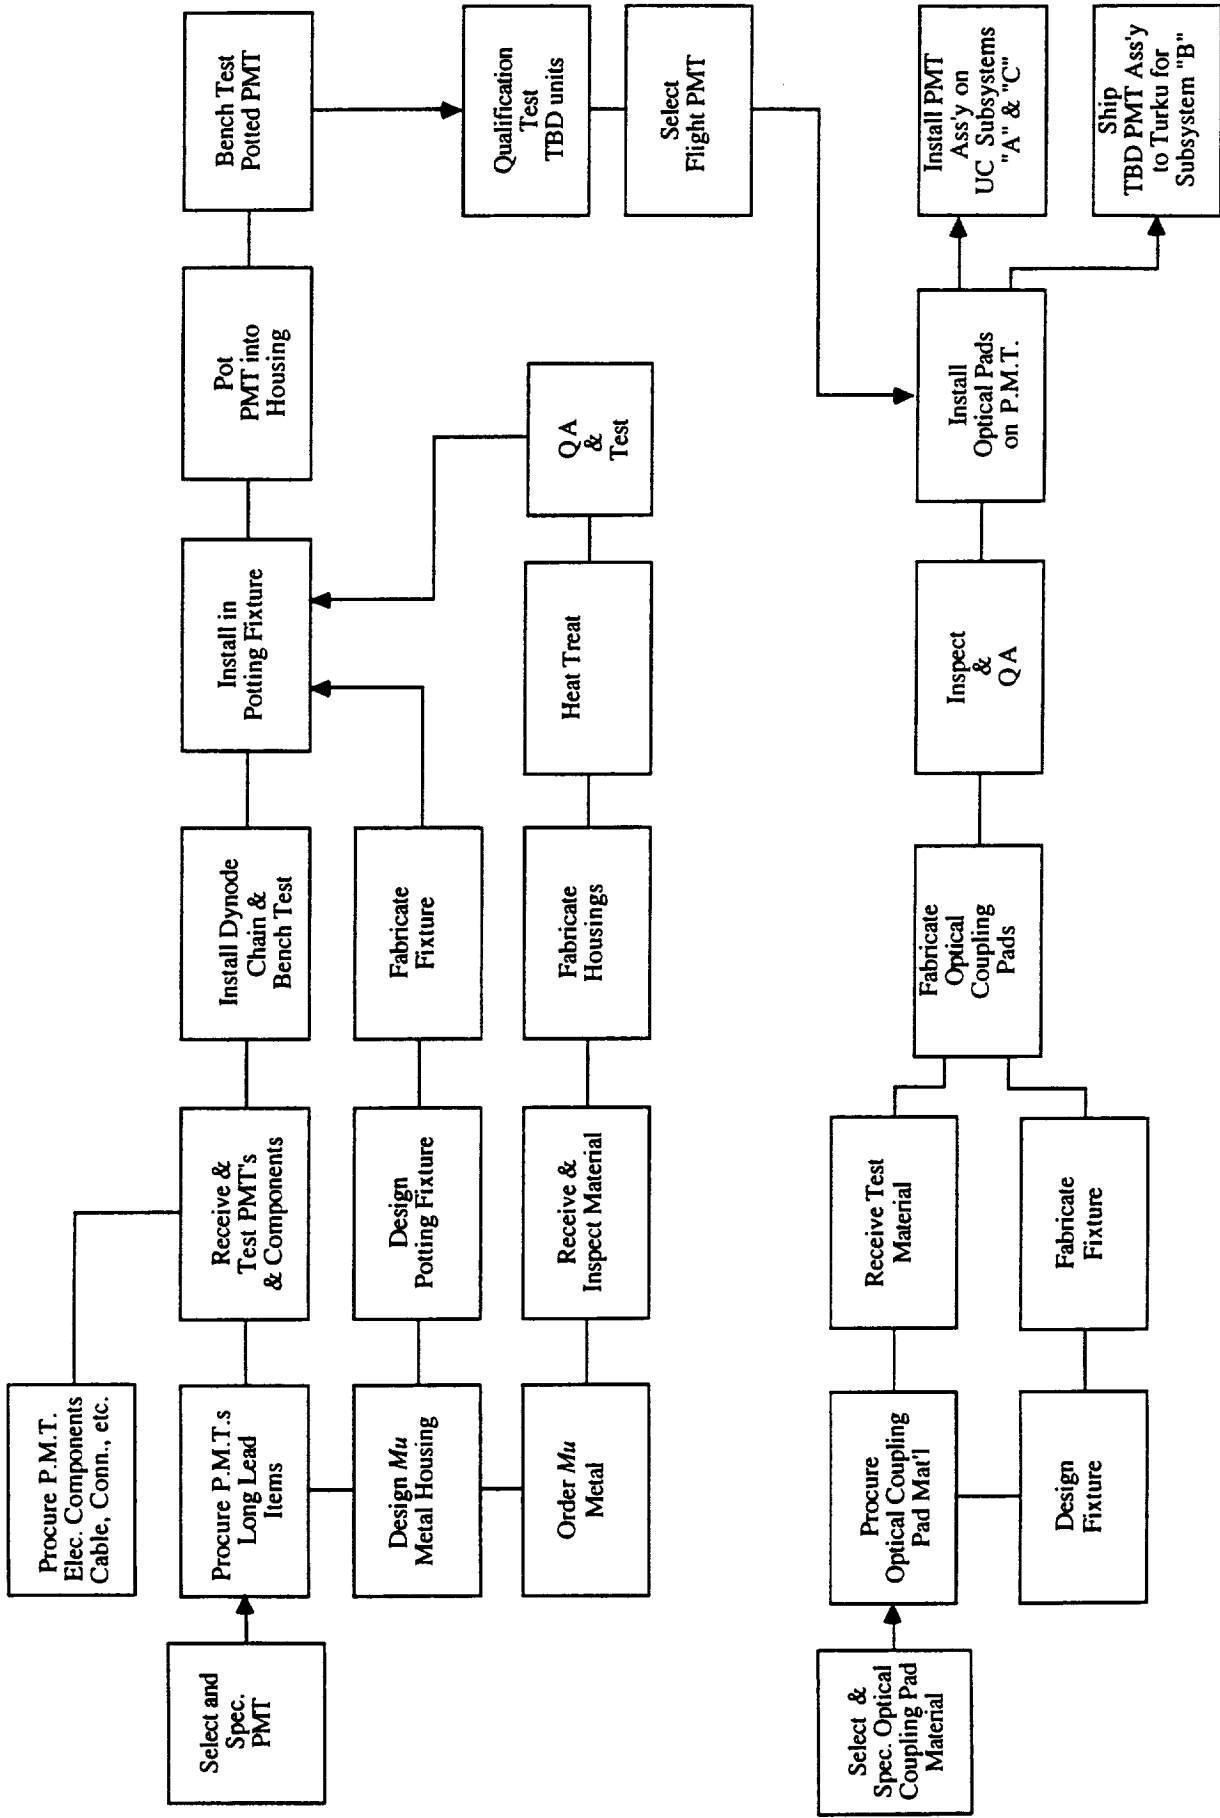 Procure P.M.T.
Elec. Components
Cable, Conn., etc.
Select and
Spec.
PMT
Procure P.M.T.s
Long Lead
Items
Receive &
Test PMT's
& Components
Install Dynode
Chain &
Bench Test
Install in
Potting Fixture
Pot
PMT into
Housing
Bench Test
Potted PMT
Design Mu
Metal Housing
Design
Potting Fixture
Fabricate
Fixture
Order Mu
Metal
Receive &
Inspect Material
Fabricate
Housings
Heat Treat
QA
&
Test
Qualification
Test
TBD units
Select
Flight PMT
Select &
Spec. Optical
Coupling Pad
Material
Procure
Optical Coupling
Pad Mat'l
Receive Test
Material
Design
Fixture
Fabricate
Fixture
Fabricate
Optical
Coupling
Pads
Inspect
&
QA
Install
Optical Pads
on P.M.T.
Install PMT
Ass'y on
UC Subsystems
"A" & "C"
Ship
TBD PMT Ass'y
to Turku for
Subsystem "B"